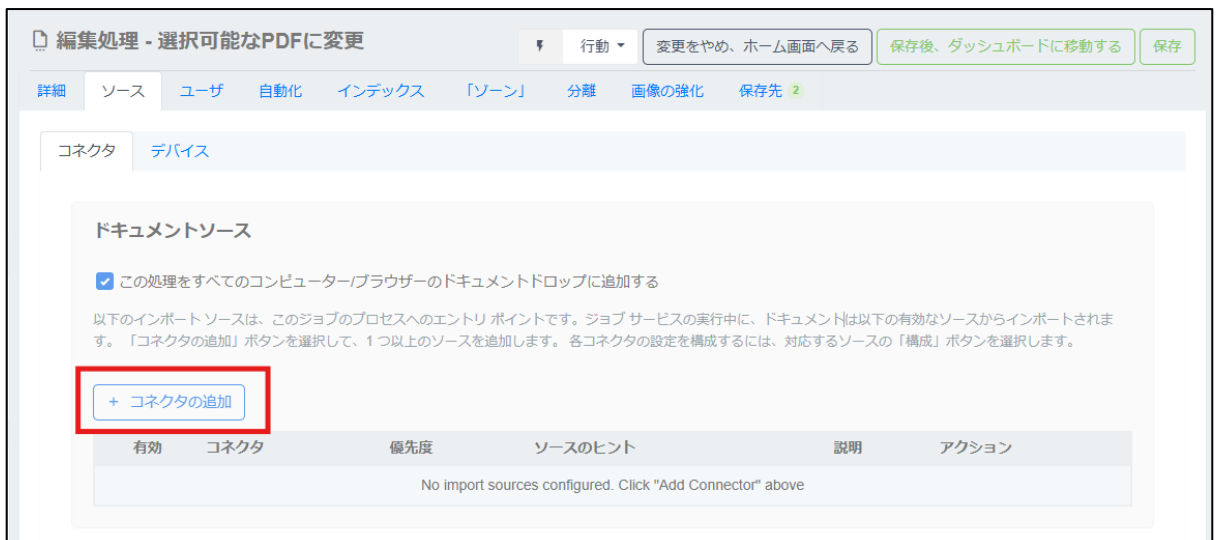 編集処理 - 選択可能なPDFに変更
行動
変更をやめ、ホーム画面へ戻る
保存後、ダッシュボードに移動する
保存
詳細 ソース ユーザ 自動化 インデックス 「ゾーン」 分離 画像の強化 保存先 2
コネクタ デバイス
ドキュメントソース
この処理をすべてのコンピューター/ブラウザーのドキュメントドロップに追加する
以下のインポート ソースは、このジョブのプロセスへのエントリ ポイントです。ジョブ サービスの実行中に、ドキュメントは以下の有効なソースからインポートされま
す。 「コネクタの追加」ボタンを選択して、1 つ以上のソースを追加します。 各コネクタの設定を構成するには、対応するソースの「構成」ボタンを選択します。
+ コネクタの追加
有効 コネクタ 優先度 ソースのヒント 説明 アクション
No import sources configured. Click "Add Connector" above